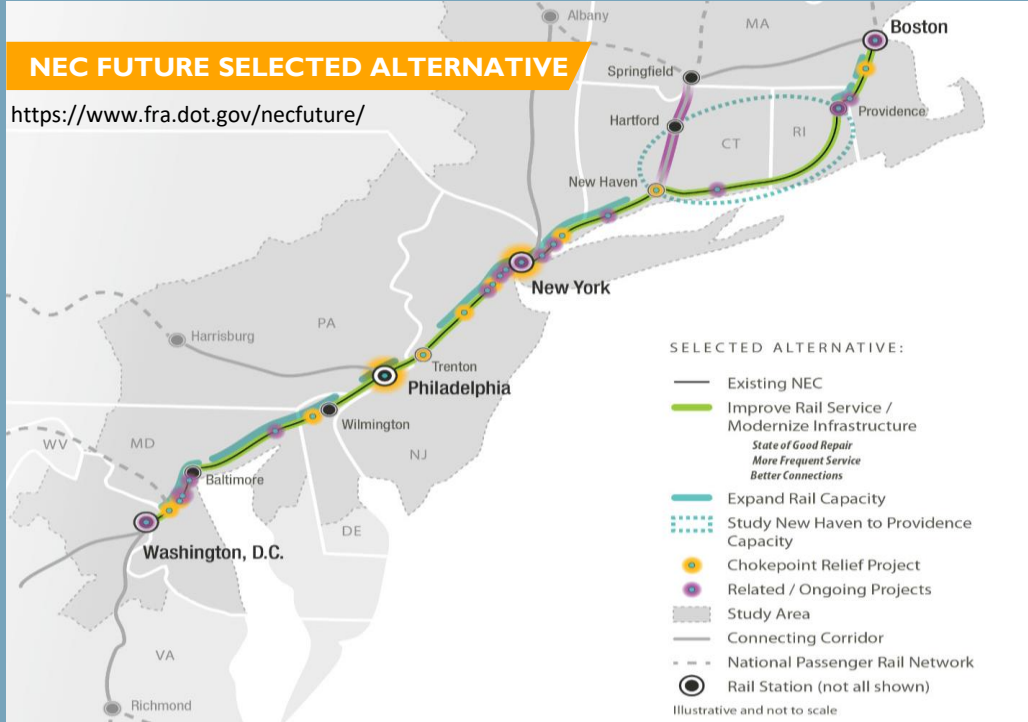 NEC FUTURE SELECTED ALTERNATIVE
https://www.fra.dot.gov/necfuture/
Albany
MA
Boston
Springfield
Hartford
Providence
CT
RI
New Haven
New York
PA
Harrisburg
Trenton
Philadelphia
Wilmington
WV
MD
NJ
Baltimore
DE
Washington, D.C.
VA
Richmond
SELECTED ALTERNATIVE:
Existing NEC
Improve Rail Service /
Modernize Infrastructure
State of Good Repair
More Frequent Service
Better Connections
Expand Rail Capacity
Study New Haven to Providence
Capacity
Chokepoint Relief Project
Related / Ongoing Projects
Study Area
Connecting Corridor
National Passenger Rail Network
Rail Station (not all shown)
Illustrative and not to scale